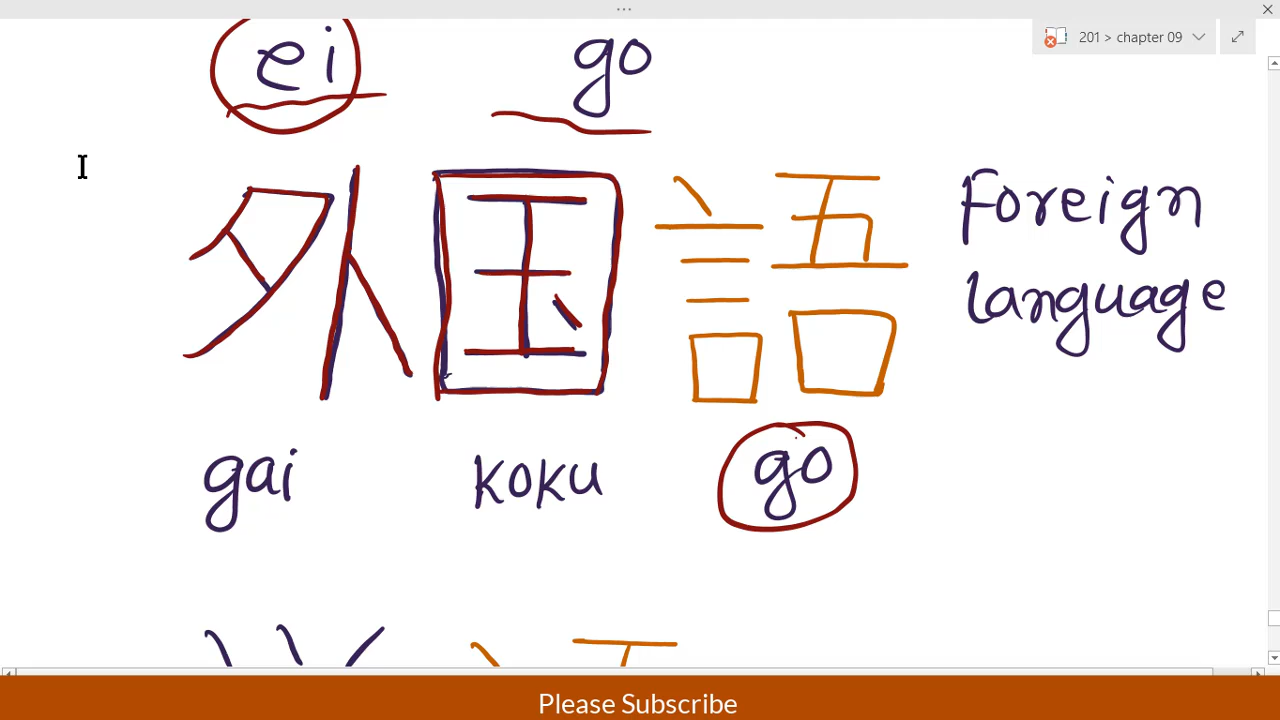 201 > chapter 09
ei go
外国語 Foreign language
gai koku go
Please Subscribe